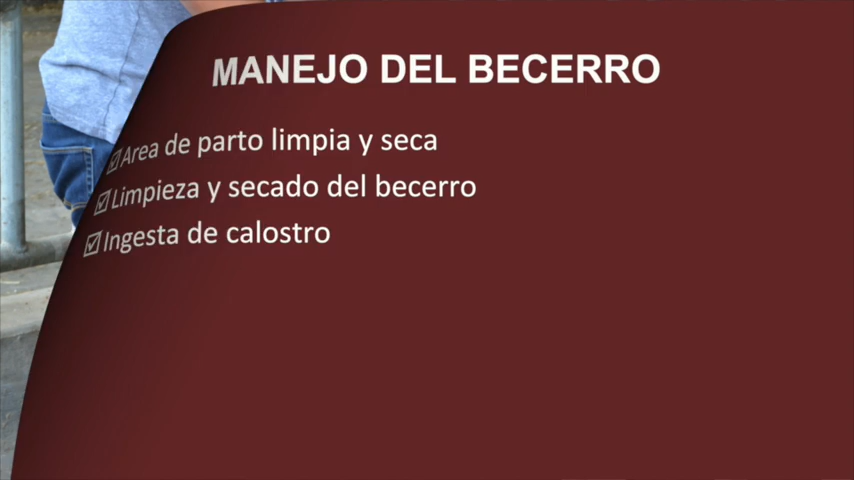 MANEJO DEL BECERRO
☑Area de parto limpia y seca
☑Limpieza y secado del becerro
☑Ingesta de calostro